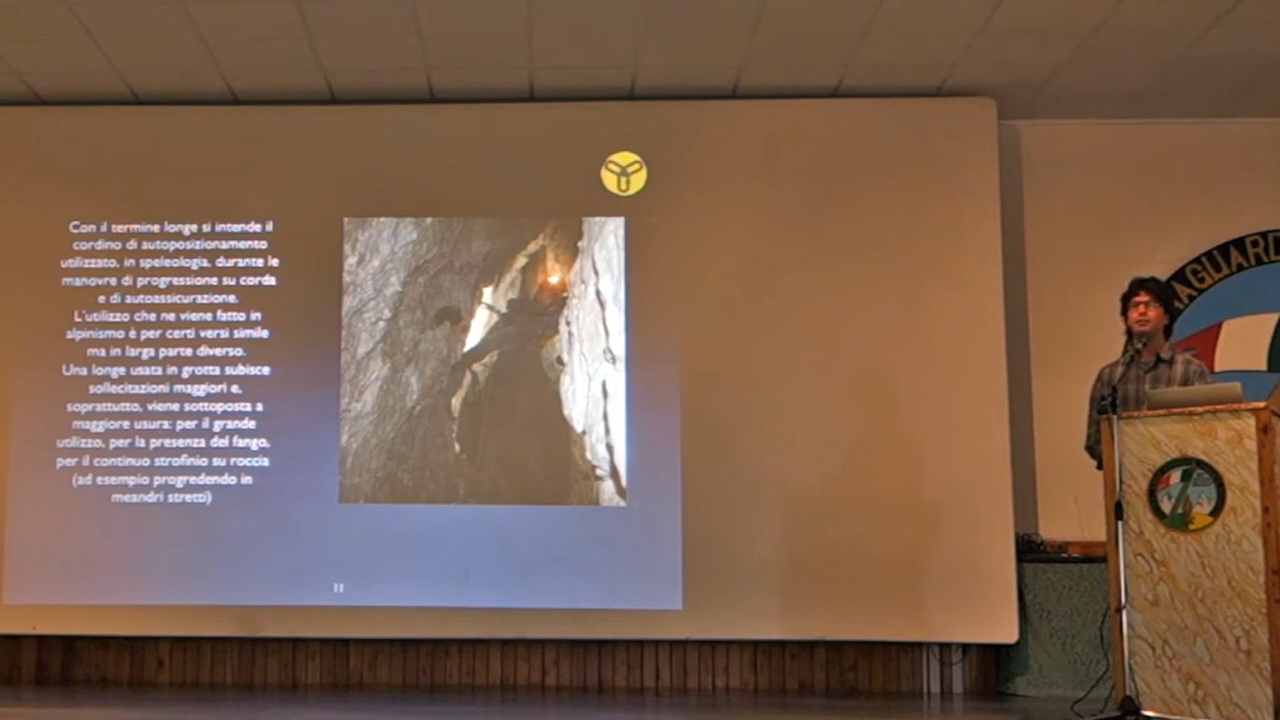 Con il termine longe si intende il
cordino di autoposizionamento
utilizzato, in speleologia, durante le
manovre di progressione su corda
e di autoassicurazione.
L'utilizzo che ne viene fatto in
alpinismo è per certi versi simile
ma in larga parte diverso.
Una longe usata in grotta subisce
sollecitazioni maggiori e,
soprattutto, viene sottoposta a
maggiore usura: per il grande
utilizzo, per la presenza del fango,
per il continuo strofinio su roccia
(ad esempio progredendo in
meandri stretti)
11
AGUARD